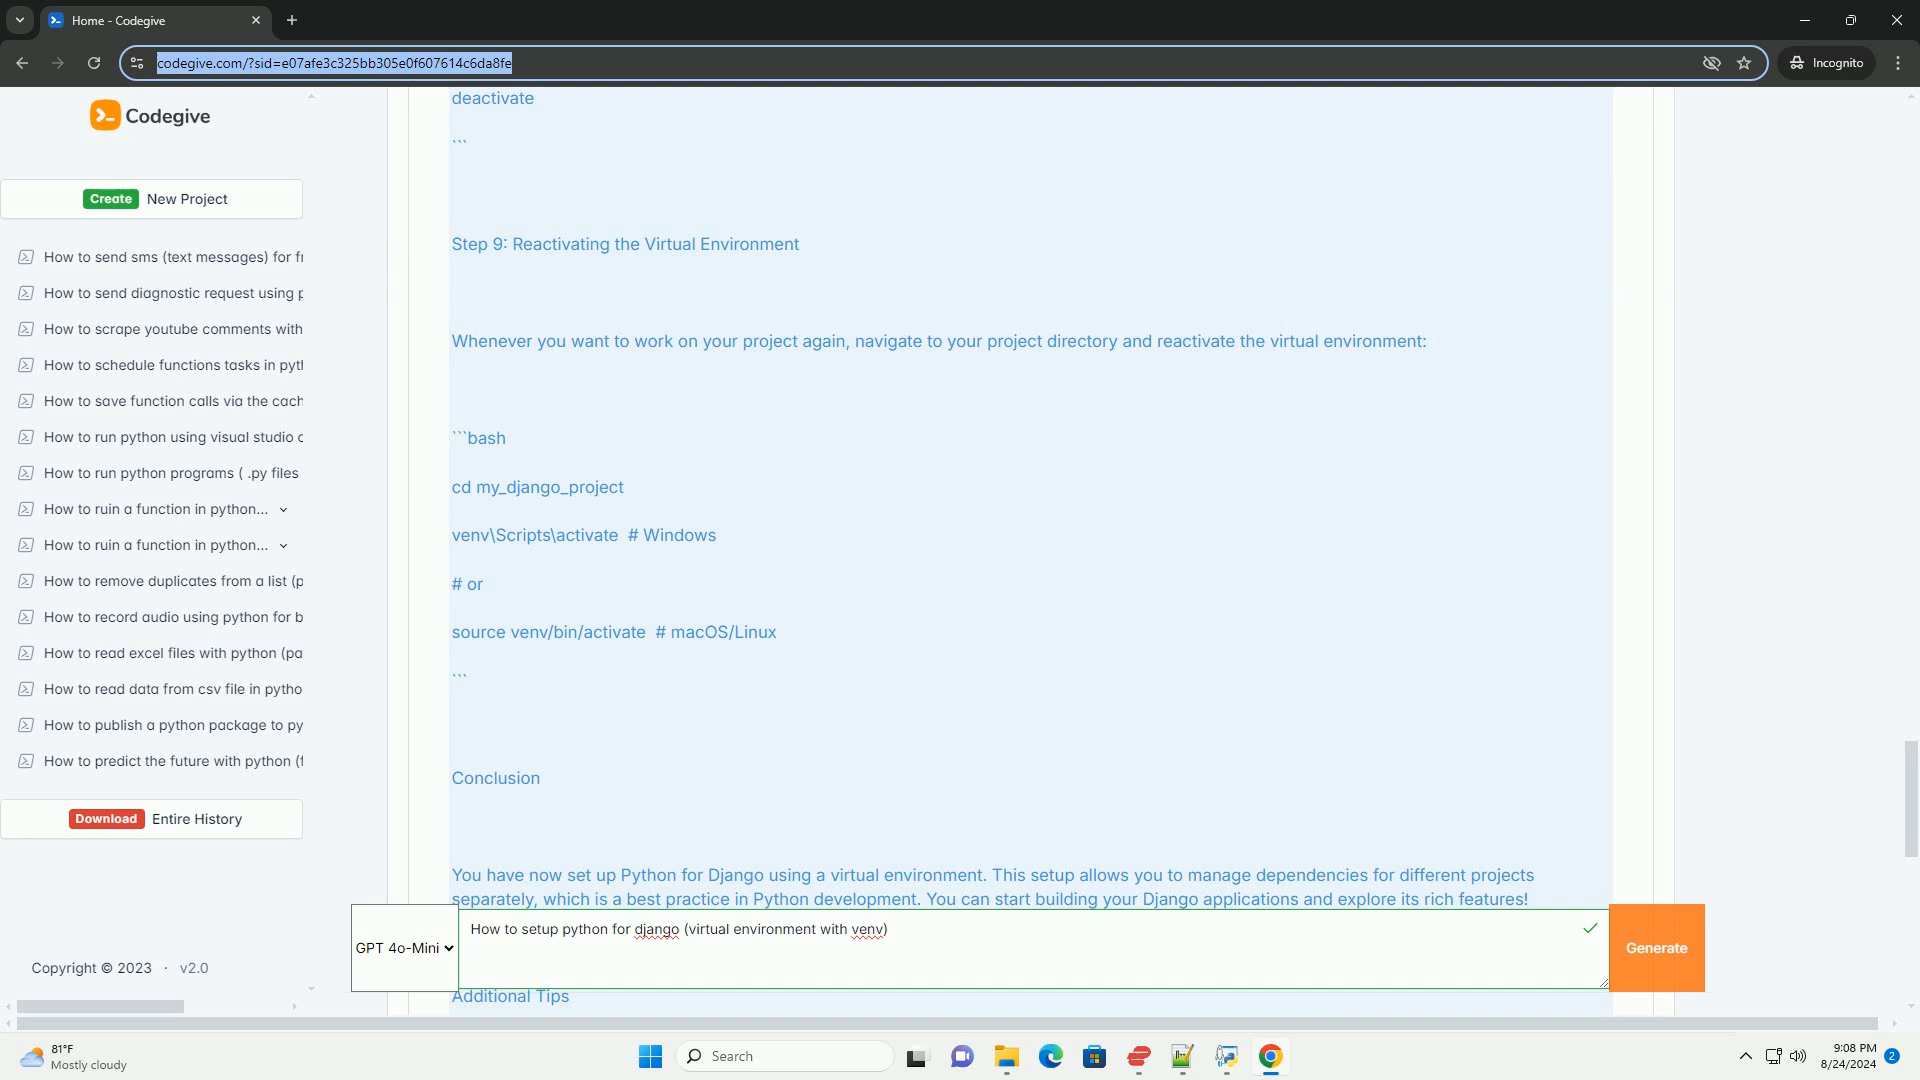 Home - Codegive
codegive.com/?sid=e07afe3c325bb305e0f607614c6da8fe
Incognito
Codegive
Create New Project
How to send sms (text messages) for fr
How to send diagnostic request using p
How to scrape youtube comments with
How to schedule functions tasks in pyth
How to save function calls via the cach
How to run python using visual studio c
How to run python programs ( .py files
How to ruin a function in python...
How to ruin a function in python...
How to remove duplicates from a list (p
How to record audio using python for b
How to read excel files with python (pa
How to read data from csv file in pytho
How to publish a python package to py
How to predict the future with python (f
Download Entire History
Copyright © 2023 · v2.0
deactivate
```
Step 9: Reactivating the Virtual Environment
Whenever you want to work on your project again, navigate to your project directory and reactivate the virtual environment:
```bash
cd my_django_project
venv\Scripts\activate # Windows
# or
source venv/bin/activate # macOS/Linux
```
Conclusion
You have now set up Python for Django using a virtual environment. This setup allows you to manage dependencies for different projects
separately, which is a best practice in Python development. You can start building your Django applications and explore its rich features!
GPT 4o-Mini
How to setup python for django (virtual environment with venv)
Generate
Additional Tips
81°F
Mostly cloudy
Search
9:08 PM
8/24/2024
2